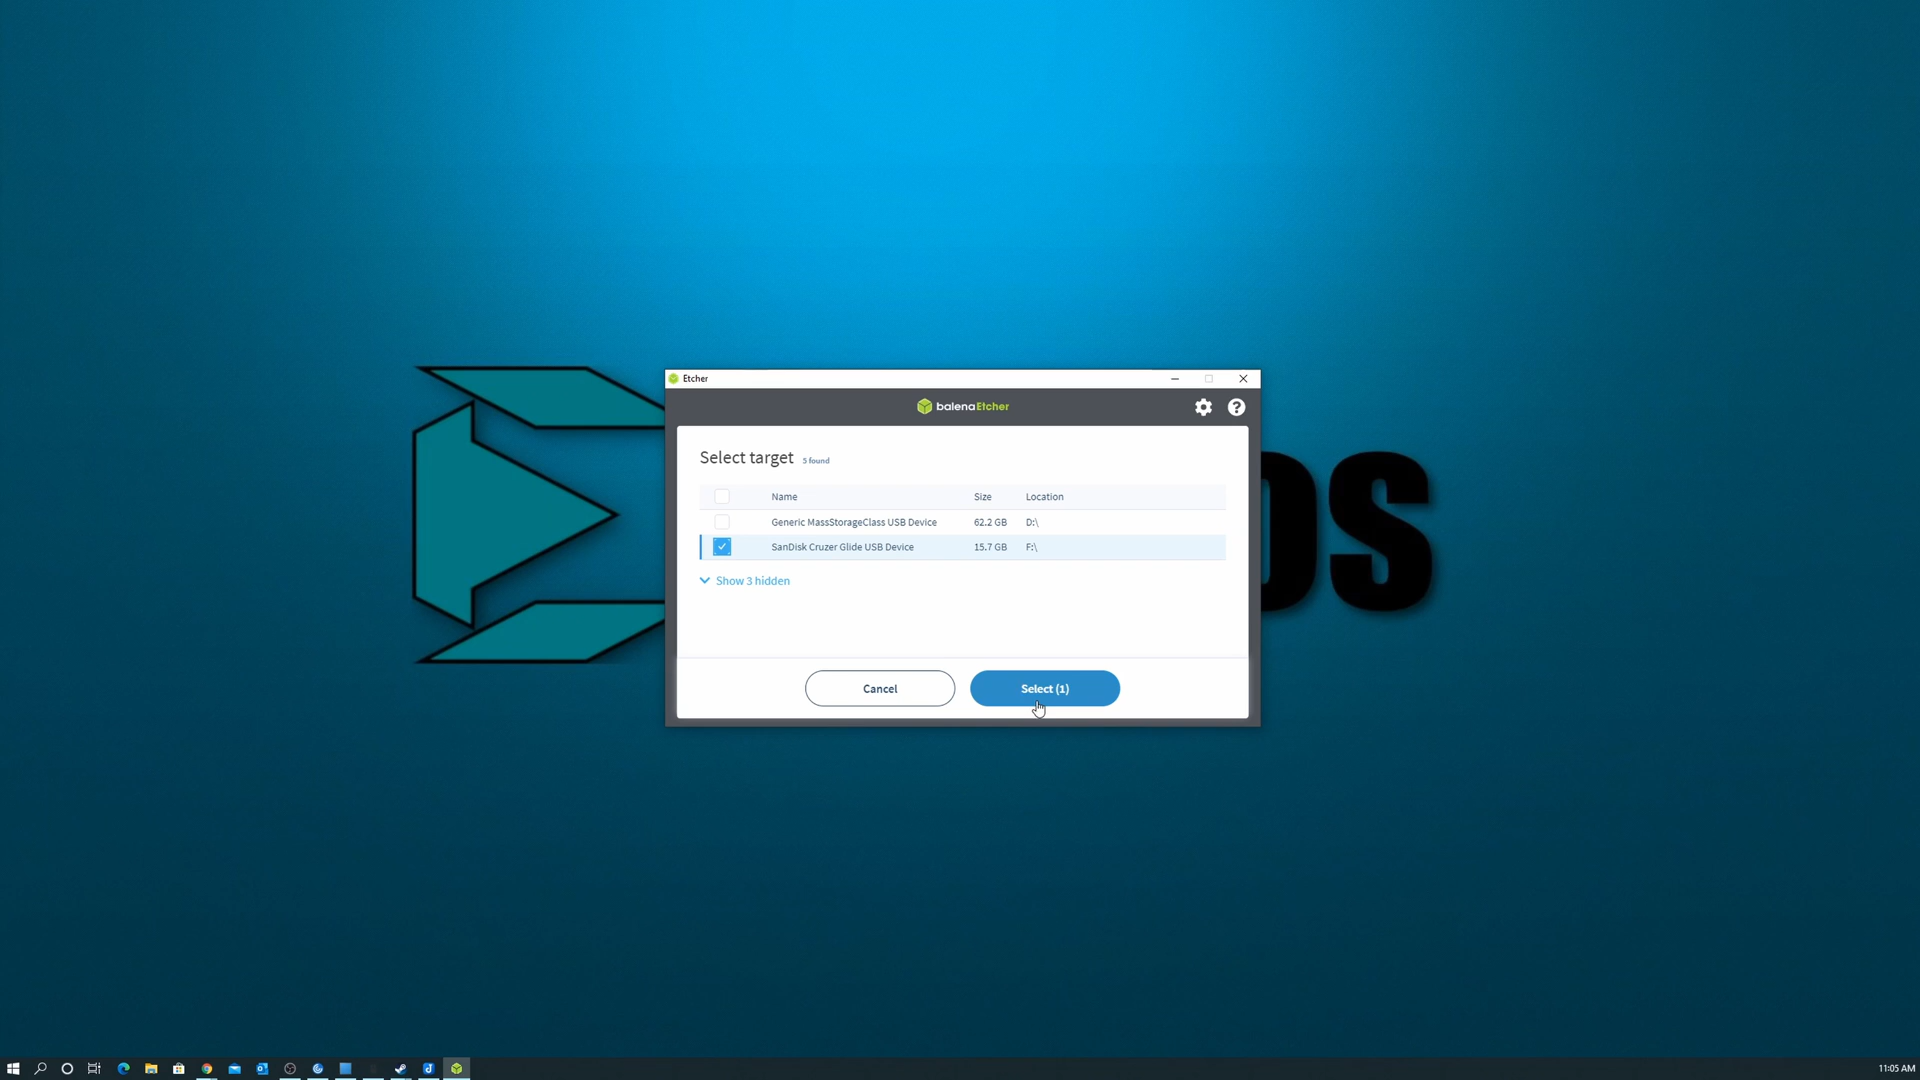 Etcher
balenaEtcher
Select target 5 found
Name Size Location
Generic MassStorageClass USB Device 62.2 GB D:\
SanDisk Cruzer Glide USB Device 15.7 GB F:\
Show 3 hidden
OS
Cancel Select (1)
11:05 AM